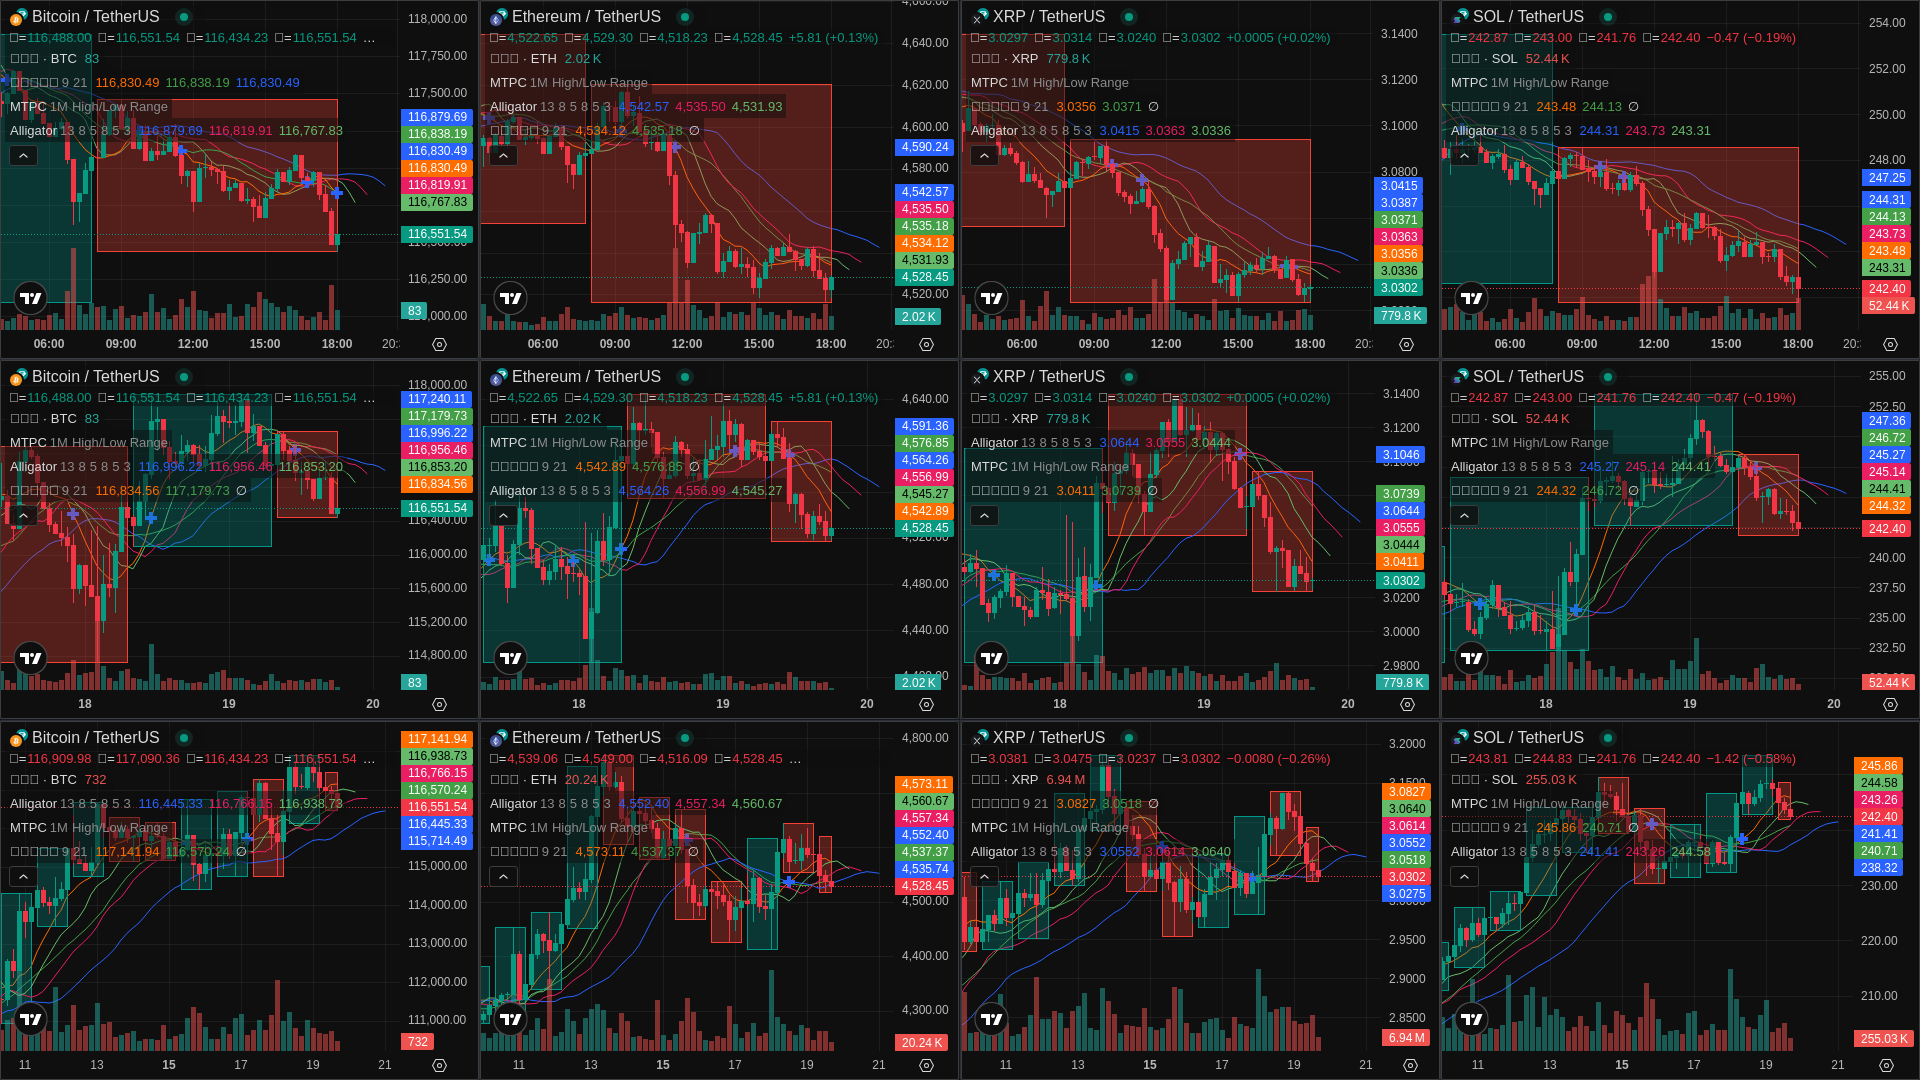 Bitcoin / TetherUS
=116,488.00 =116,551.54 =116,434.23 =116,551.54 ...
· BTC 83
9 21 116,830.49 116,838.19 116,830.49
MTPC 1M High/Low Range
Alligator 13 8 5 8 5 3 116,879.69 116,819.91 116,767.83
118,000.00
117,750.00
117,500.00
116,879.69
116,838.19
116,830.49
116,830.49
116,819.91
116,767.83
116,551.54
116,250.00
83
06:00 09:00 12:00 15:00 18:00
Ethereum / TetherUS
=4,522.65 =4,529.30 =4,518.23 =4,528.45 +5.81 (+0.13%)
· ETH 2.02 K
MTPC 1M High/Low Range
Alligator 13 8 5 8 5 3 4,542.57 4,535.50 4,531.93
9 21 4,534.12 4,535.18 ∅
4,640.00
4,620.00
4,600.00
4,590.24
4,580.00
4,542.57
4,535.50
4,535.18
4,534.12
4,531.93
4,528.45
4,520.00
2.02 K
06:00 09:00 12:00 15:00 18:00
XRP / TetherUS
=3.0297 =3.0314 =3.0240 =3.0302 +0.0005 (+0.02%)
· XRP 779.8 K
MTPC 1M High/Low Range
9 21 3.0356 3.0371 ∅
Alligator 13 8 5 8 5 3 3.0415 3.0363 3.0336
3.1400
3.1200
3.1000
3.0800
3.0415
3.0387
3.0371
3.0363
3.0356
3.0336
3.0302
779.8 K
06:00 09:00 12:00 15:00 18:00
SOL / TetherUS
=242.87 =243.00 =241.76 =242.40 −0.47 (−0.19%)
· SOL 52.44 K
MTPC 1M High/Low Range
9 21 243.48 244.13 ∅
Alligator 13 8 5 8 5 3 244.31 243.73 243.31
254.00
252.00
250.00
248.00
247.25
244.31
244.13
243.73
243.48
243.31
242.40
52.44 K
06:00 09:00 12:00 15:00 18:00
Bitcoin / TetherUS
=116,488.00 =116,551.54 =116,434.23 =116,551.54 ...
· BTC 83
MTPC 1M High/Low Range
Alligator 13 8 5 8 5 3 116,996.22 116,956.46 116,853.20
9 21 116,834.56 117,179.73 ∅
118,000.00
117,240.11
117,179.73
116,996.22
116,956.46
116,853.20
116,834.56
116,551.54
116,400.00
116,000.00
115,600.00
115,200.00
114,800.00
83
18 19 20
Ethereum / TetherUS
=4,522.65 =4,529.30 =4,518.23 =4,528.45 +5.81 (+0.13%)
· ETH 2.02 K
MTPC 1M High/Low Range
9 21 4,542.89 4,576.85 ∅
Alligator 13 8 5 8 5 3 4,564.26 4,556.99 4,545.27
4,640.00
4,591.36
4,576.85
4,564.26
4,556.99
4,545.27
4,542.89
4,528.45
4,480.00
4,440.00
2.02 K
18 19 20
XRP / TetherUS
=3.0297 =3.0314 =3.0240 =3.0302 +0.0005 (+0.02%)
· XRP 779.8 K
Alligator 13 8 5 8 5 3 3.0644 3.0555 3.0444
MTPC 1M High/Low Range
9 21 3.0411 3.0739 ∅
3.1400
3.1200
3.1046
3.0739
3.0644
3.0555
3.0444
3.0411
3.0302
3.0200
3.0000
2.9800
779.8 K
18 19 20
SOL / TetherUS
=242.87 =243.00 =241.76 =242.40 −0.47 (−0.19%)
· SOL 52.44 K
MTPC 1M High/Low Range
Alligator 13 8 5 8 5 3 245.27 245.14 244.41
9 21 244.32 246.72 ∅
255.00
252.50
247.36
246.72
245.27
245.14
244.41
244.32
242.40
240.00
237.50
235.00
232.50
52.44 K
18 19 20
Bitcoin / TetherUS
=116,909.98 =117,090.36 =116,434.23 =116,551.54 ...
· BTC 732
Alligator 13 8 5 8 5 3 116,445.33 116,766.15 116,938.73
MTPC 1M High/Low Range
9 21 117,141.94 116,570.24 ∅
117,141.94
116,938.73
116,766.15
116,570.24
116,551.54
116,445.33
115,714.49
115,000.00
114,000.00
113,000.00
112,000.00
111,000.00
732
11 13 15 17 19 21
Ethereum / TetherUS
=4,539.06 =4,549.00 =4,516.09 =4,528.45 ...
· ETH 20.24 K
Alligator 13 8 5 8 5 3 4,552.40 4,557.34 4,560.67
MTPC 1M High/Low Range
9 21 4,573.11 4,537.37 ∅
4,800.00
4,573.11
4,560.67
4,557.34
4,552.40
4,537.37
4,535.74
4,528.45
4,500.00
4,400.00
4,300.00
20.24 K
11 13 15 17 19 21
XRP / TetherUS
=3.0381 =3.0475 =3.0237 =3.0302 −0.0080 (−0.26%)
· XRP 6.94 M
9 21 3.0827 3.0518 ∅
MTPC 1M High/Low Range
Alligator 13 8 5 8 5 3 3.0552 3.0614 3.0640
3.2000
3.1500
3.0827
3.0640
3.0614
3.0552
3.0518
3.0302
3.0275
2.9500
2.9000
2.8500
6.94 M
11 13 15 17 19 21
SOL / TetherUS
=243.81 =244.83 =241.76 =242.40 −1.42 (−0.58%)
· SOL 255.03 K
MTPC 1M High/Low Range
9 21 245.86 240.71 ∅
Alligator 13 8 5 8 5 3 241.41 243.26 244.58
245.86
244.58
243.26
242.40
241.41
240.71
238.32
230.00
220.00
210.00
255.03 K
11 13 15 17 19 21